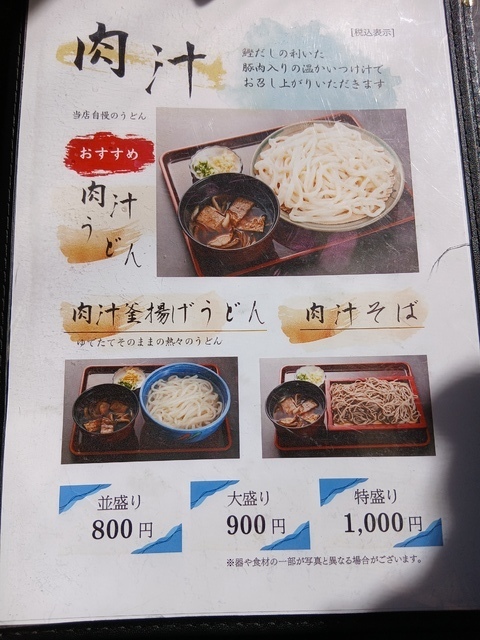 肉汁
[税込表示]
鰹だしの利いた
豚肉入りの温かいつけ汁で
お召し上がりいただきます
当店自慢のうどん
おすすめ
肉汁
うどん
肉汁釜揚げうどん
ゆでたてそのままの熱々のうどん
肉汁そば
並盛り
800円
大盛り
900円
特盛り
1,000円
※器や食材の一部が写真と異なる場合がございます。